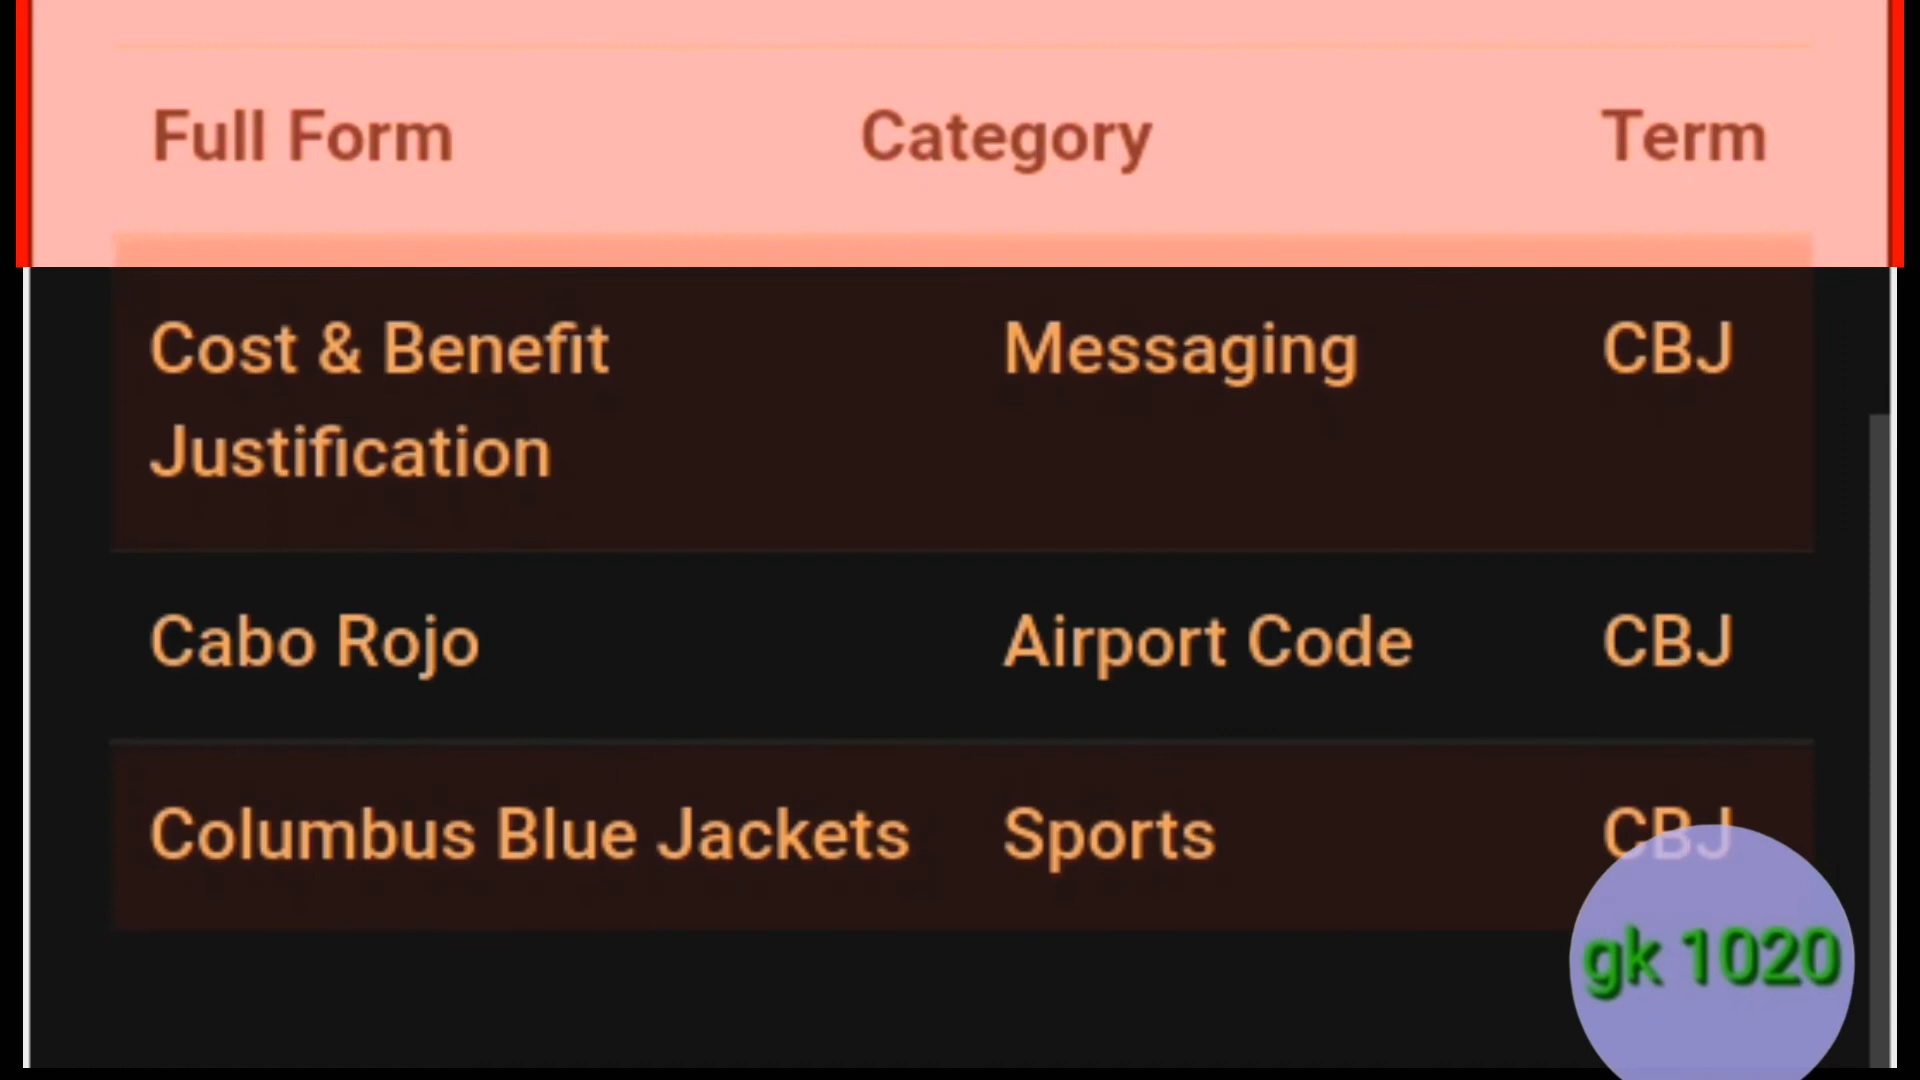 Full Form Category Term
Cost & Benefit Messaging CBJ
Justification
Cabo Rojo Airport Code CBJ
Columbus Blue Jackets Sports CBJ
gk 1020